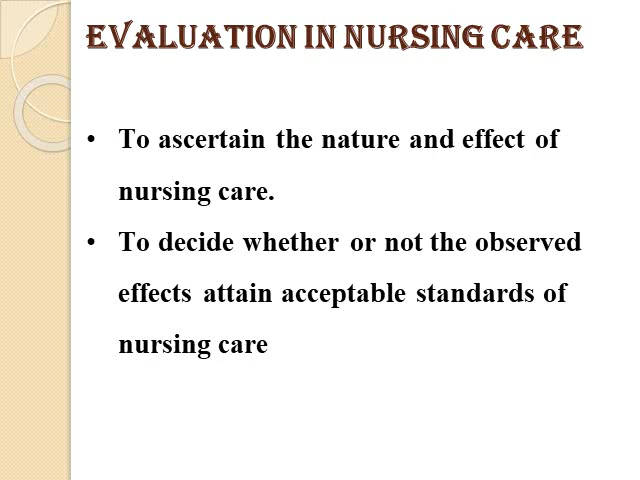 EVALUATION IN NURSING CARE
• To ascertain the nature and effect of
nursing care.
• To decide whether or not the observed
effects attain acceptable standards of
nursing care